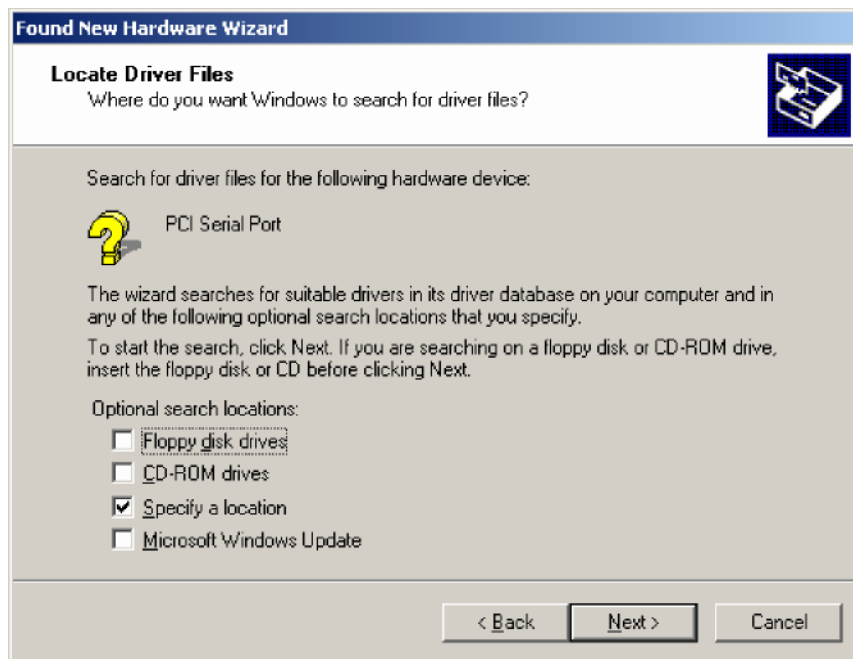 Found New Hardware Wizard
Locate Driver Files
Where do you want Windows to search for driver files?
Search for driver files for the following hardware device:
PCI Serial Port
The wizard searches for suitable drivers in its driver database on your computer and in
any of the following optional search locations that you specify.
To start the search, click Next. If you are searching on a floppy disk or CD-ROM drive,
insert the floppy disk or CD before clicking Next.
Optional search locations:
Floppy disk drives
CD-ROM drives
Specify a location
Microsoft Windows Update
< Back Next > Cancel